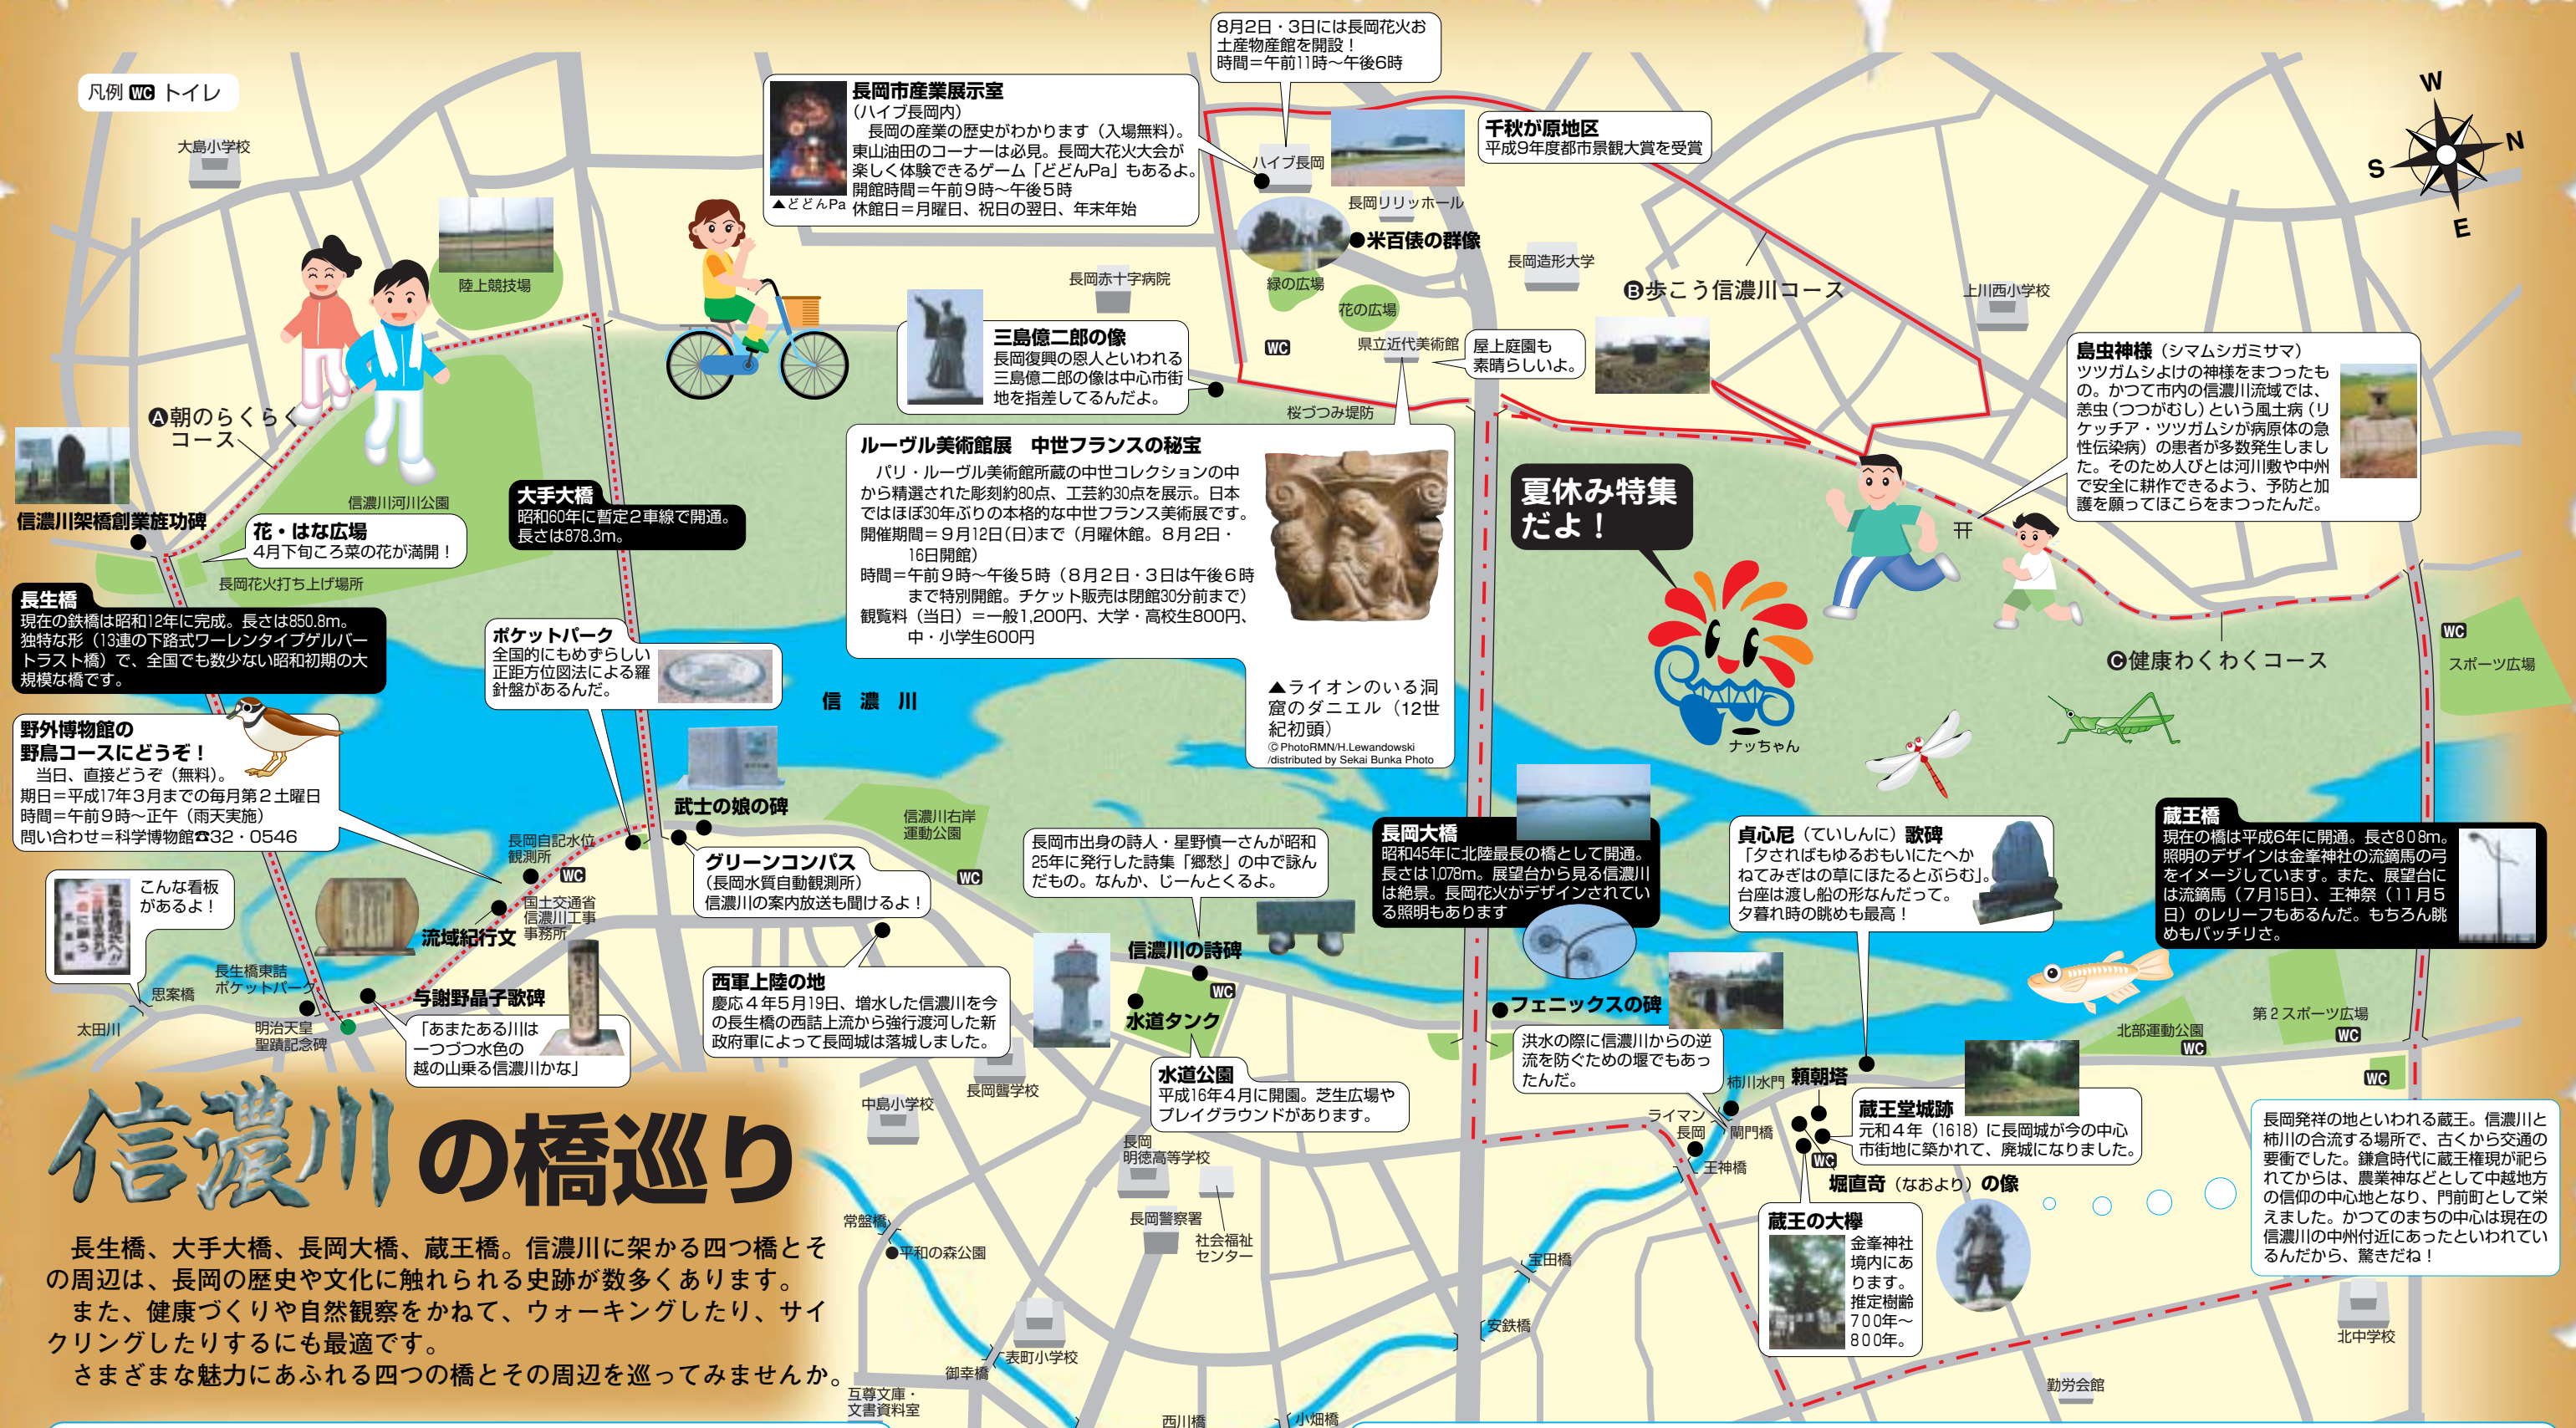 凡例 WC トイレ
大島小学校
陸上競技場
長岡市産業展示室
(ハイブ長岡内)
長岡の産業の歴史がわかります（入場無料）。
東山油田のコーナーは必見。長岡大花火大会が
楽しく体験できるゲーム「どどんPa」もあるよ。
開館時間＝午前９時～午後５時
休館日＝月曜日、祝日の翌日、年末年始
▲どどんPa
8月2日・3日には長岡花火お
土産物産館を開設！
時間＝午前11時～午後6時
ハイブ長岡
長岡リリックホール
●米百俵の群像
緑の広場
花の広場
千秋が原地区
平成9年度都市景観大賞を受賞
長岡造形大学
Ⓑ歩こう信濃川コース
上川西小学校
W
N
S
E
長岡赤十字病院
三島億二郎の像
長岡復興の恩人といわれる
三島億二郎の像は中心市街
地を指差してるんだよ。
WC
県立近代美術館
屋上庭園も
素晴らしいよ。
桜づつみ堤防
島虫神様（シマムシガミサマ）
ツツガムシよけの神様をまつったも
の。かつて市内の信濃川流域では、
恙虫（つつがむし）という風土病（リ
ケッチア・ツツガムシが病原体の急
性伝染病）の患者が多数発生しまし
た。そのため人びとは河川敷や中州
で安全に耕作できるよう、予防と加
護を願ってほこらをまつったんだ。
Ⓐ朝のらくらく
コース
信濃川架橋創業旌功碑
信濃川河川公園
花・はな広場
4月下旬ころ菜の花が満開！
長岡花火打ち上げ場所
大手大橋
昭和60年に暫定２車線で開通。
長さは878.3m。
ルーヴル美術館展　中世フランスの秘宝
パリ・ルーヴル美術館所蔵の中世コレクションの中
から精選された彫刻約80点、工芸約30点を展示。日本
ではほぼ30年ぶりの本格的な中世フランス美術展です。
開催期間＝９月12日(日)まで（月曜休館。８月２日・
16日開館）
時間＝午前９時～午後５時（８月２日・３日は午後６時
まで特別開館。チケット販売は閉館30分前まで）
観覧料（当日）＝一般1,200円、大学・高校生800円、
中・小学生600円
▲ライオンのいる洞
窟のダニエル（12世
紀初頭）
©PhotoRMN/H.Lewandowski
/distributed by Sekai Bunka Photo
夏休み特集
だよ！
ナッちゃん
Ⓒ健康わくわくコース
WC
スポーツ広場
長生橋
現在の鉄橋は昭和12年に完成。長さは850.8m。
独特な形（13連の下路式ワーレンタイプゲルバー
トラスト橋）で、全国でも数少ない昭和初期の大
規模な橋です。
ポケットパーク
全国的にもめずらしい
正距方位図法による羅
針盤があるんだ。
信濃川
野外博物館の
野鳥コースにどうぞ！
当日、直接どうぞ（無料）。
期日＝平成17年３月までの毎月第２土曜日
時間＝午前９時～正午（雨天実施）
問い合わせ＝科学博物館☎32・0546
武士の娘の碑
長岡自記水位
観測所
WC
グリーンコンパス
（長岡水質自動観測所）
信濃川の案内放送も聞けるよ！
信濃川右岸
運動公園
WC
長岡市出身の詩人・星野慎一さんが昭和
25年に発行した詩集「郷愁」の中で詠ん
だもの。なんか、じーんとくるよ。
長岡大橋
昭和45年に北陸最長の橋として開通。
長さは1,078m。展望台から見る信濃川
は絶景。長岡花火がデザインされてい
る照明もあります
貞心尼（ていしんに）歌碑
「夕さればもゆるおもいにたへか
ねてみぎはの草にほたるとぶらむ」。
台座は渡し船の形なんだって。
夕暮れ時の眺めも最高！
蔵王橋
現在の橋は平成6年に開通。長さ808m。
照明のデザインは金峯神社の流鏑馬の弓
をイメージしています。また、展望台に
は流鏑馬（７月15日）、王神祭（11月５
日）のレリーフもあるんだ。もちろん眺
めもバッチリさ。
こんな看板
があるよ！
国土交通省
信濃川工事
事務所
流域紀行文
長生橋東詰
ポケットパーク
思案橋
太田川
明治天皇
聖蹟記念碑
与謝野晶子歌碑
「あまたある川は
一つづつ水色の
越の山乗る信濃川かな」
西軍上陸の地
慶応４年５月19日、増水した信濃川を今
の長生橋の西詰上流から強行渡河した新
政府軍によって長岡城は落城しました。
信濃川の詩碑
WC
水道タンク
水道公園
平成16年４月に開園。芝生広場や
プレイグラウンドがあります。
●フェニックスの碑
洪水の際に信濃川からの逆
流を防ぐための堰でもあっ
たんだ。
柿川水門
頼朝塔
ライマン
長岡
閘門橋
王神橋
蔵王堂城跡
元和４年（1618）に長岡城が今の中心
市街地に築かれて、廃城になりました。
WC
堀直竒（なおより）の像
北部運動公園
WC
第２スポーツ広場
WC
WC
長岡発祥の地といわれる蔵王。信濃川と
柿川の合流する場所で、古くから交通の
要衝でした。鎌倉時代に蔵王権現が祀ら
れてからは、農業神などとして中越地方
の信仰の中心地となり、門前町として栄
えました。かつてのまちの中心は現在の
信濃川の中州付近にあったといわれてい
るんだから、驚きだね！
蔵王の大欅
金峯神社
境内にあ
ります。
推定樹齢
700年～
800年。
長岡聾学校
中島小学校
長岡
明徳高等学校
長岡警察署
社会福祉
センター
常盤橋
●平和の森公園
宝田橋
安鉄橋
表町小学校
御幸橋
互尊文庫・
文書資料室
西川橋
小畑橋
勤労会館
北中学校
信濃川の橋巡り
長生橋、大手大橋、長岡大橋、蔵王橋。信濃川に架かる四つ橋とそ
の周辺は、長岡の歴史や文化に触れられる史跡が数多くあります。
また、健康づくりや自然観察をかねて、ウォーキングしたり、サイ
クリングしたりするにも最適です。
さまざまな魅力にあふれる四つの橋とその周辺を巡ってみませんか。